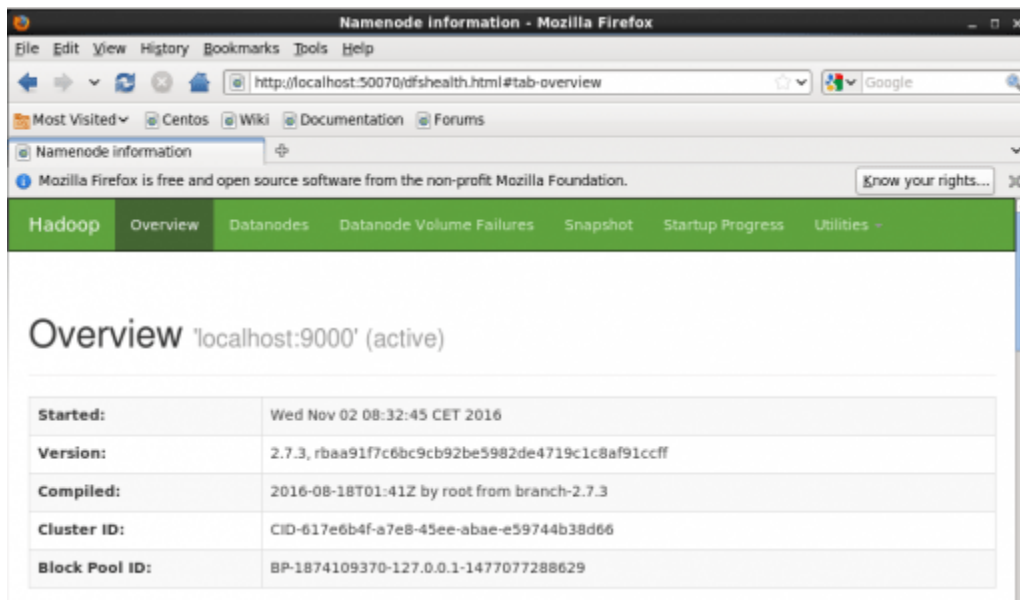 Namenode information - Mozilla Firefox
File Edit View History Bookmarks Tools Help
http://localhost:50070/dfshealth.html#tab-overview Google
Most Visited Centos Wiki Documentation Forums
Namenode information
Mozilla Firefox is free and open source software from the non-profit Mozilla Foundation. Know your rights...
Hadoop Overview Datanodes Datanode Volume Failures Snapshot Startup Progress Utilities
Overview 'localhost:9000' (active)
Started: Wed Nov 02 08:32:45 CET 2016
Version: 2.7.3, rbaa91f7c6bc9cb92be5982de4719c1c8af91ccff
Compiled: 2016-08-18T01:41Z by root from branch-2.7.3
Cluster ID: CID-617e6b4f-a7e8-45ee-abae-e59744b38d66
Block Pool ID: BP-1874109370-127.0.0.1-1477077288629